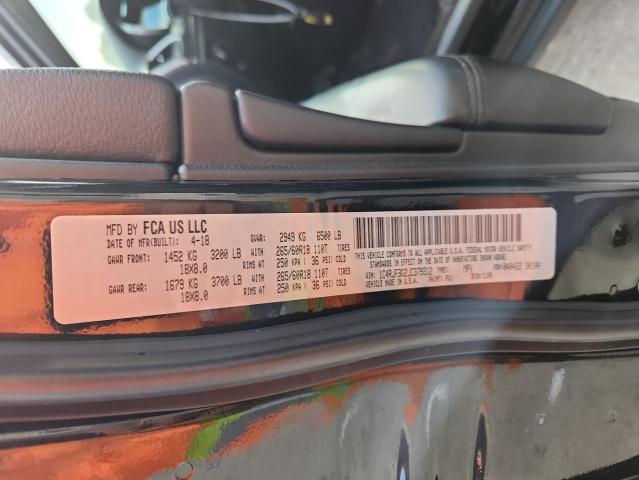 MFD BY FCA US LLC
DATE OF MFR(BUILT): 4-18 GVWR: 2949 KG 6500 LB
GAWR FRONT: 1452 KG 3200 LB WITH 265/60R18 110T TIRES
18X8.0 RIMS AT 250 KPA ( 36 PSI) COLD
GAWR REAR: 1679 KG 3700 LB WITH 265/60R18 110T TIRES
18X8.0 RIMS AT 250 KPA ( 36 PSI) COLD
THIS VEHICLE CONFORMS TO ALL APPLICABLE U.S.A. FEDERAL MOTOR VEHICLE SAFETY
STANDARDS IN EFFECT ON THE DATE OF MANUFACTURE SHOWN ABOVE.
VIN: TYPE: MPV
VEHICLE MADE IN U.S.A.